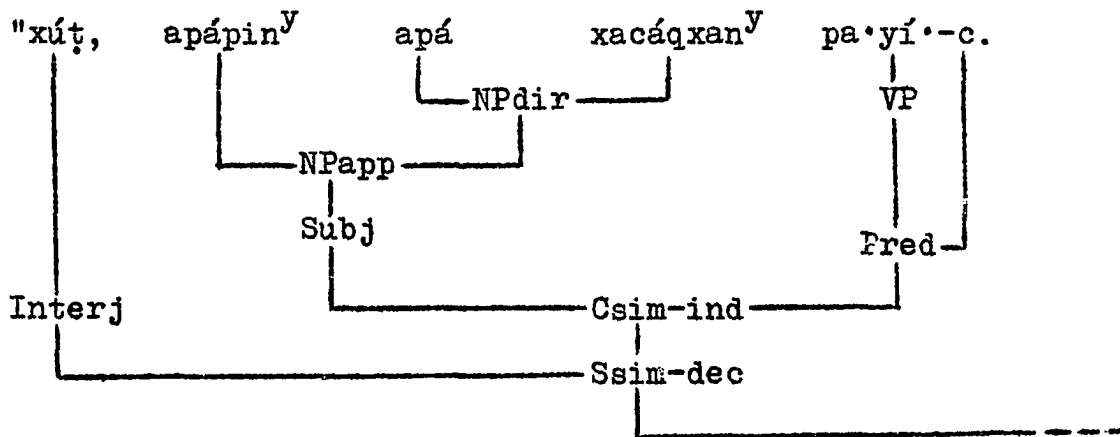 "xúṭ, apápinʸ apá xacáqxanʸ pa·yí·-c.
NPdir VP
NPapp
Subj
Pred
Interj Csim-ind
Ssim-dec